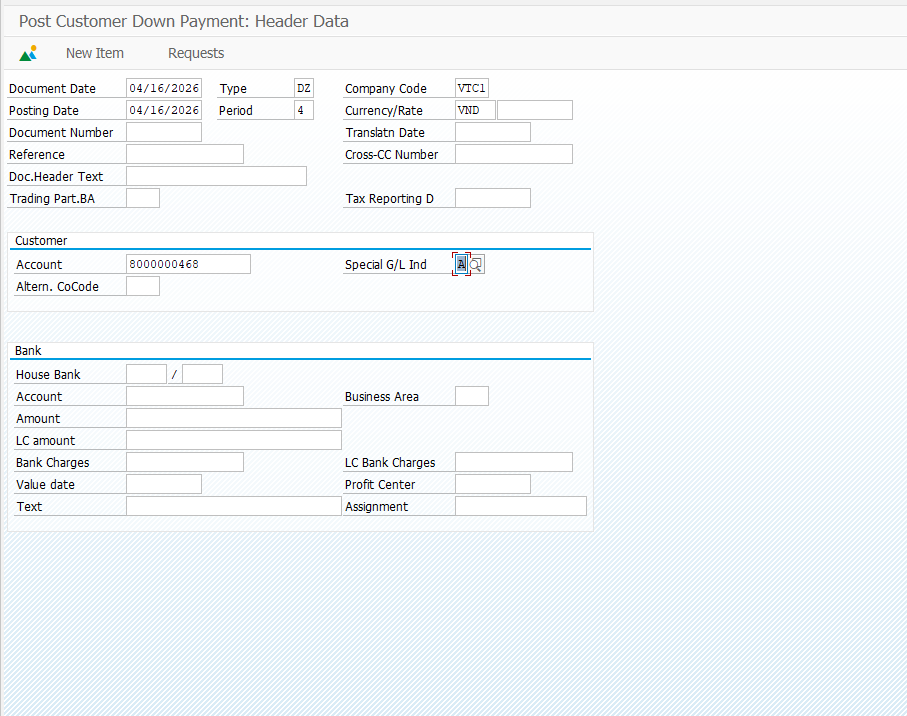 Post Customer Down Payment: Header Data
New Item Requests
Document Date 04/16/2026 Type DZ Company Code VTC1
Posting Date 04/16/2026 Period 4 Currency/Rate VND
Document Number Translatn Date
Reference Cross-CC Number
Doc.Header Text
Trading Part.BA Tax Reporting D
Customer
Account 8000000468 Special G/L Ind A
Altern. CoCode
Bank
House Bank /
Account Business Area
Amount
LC amount
Bank Charges LC Bank Charges
Value date Profit Center
Text Assignment